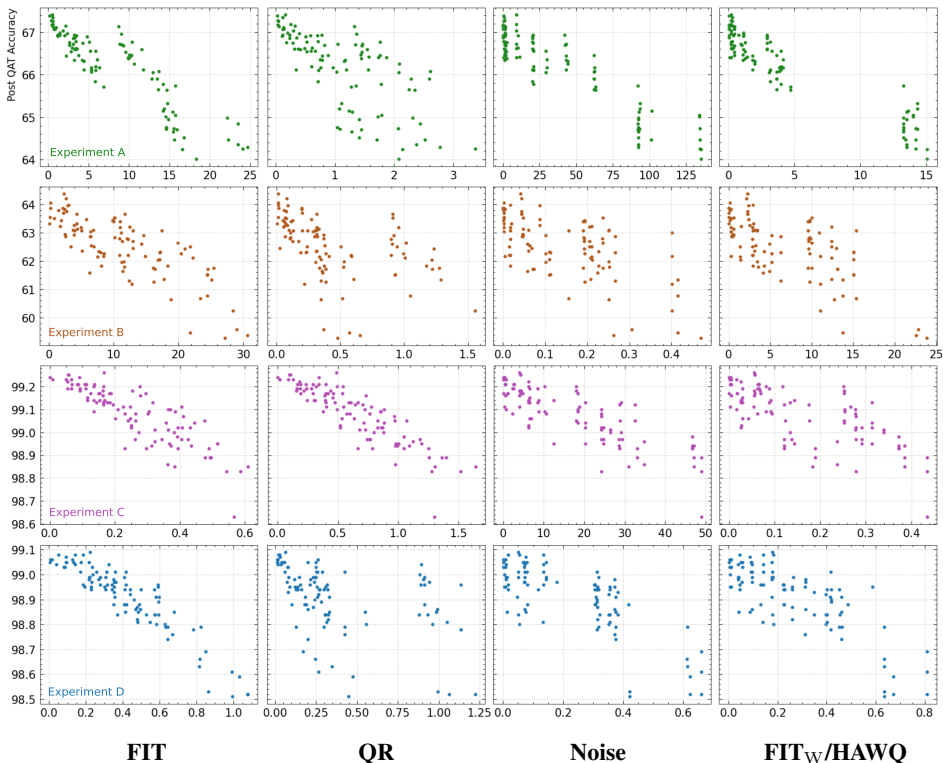 Post QAT Accuracy
67
66
65
64
Experiment A
0 5 10 15 20 25
0 1 2 3
0 25 50 75 100 125
0 5 10 15
64
63
62
61
60
Experiment B
0 10 20 30
0.0 0.5 1.0 1.5
0.0 0.1 0.2 0.3 0.4
0 5 10 15 20 25
99.2
99.1
99.0
98.9
98.8
98.7
98.6
Experiment C
0.0 0.2 0.4 0.6
0.0 0.5 1.0 1.5
0 10 20 30 40 50
0.0 0.1 0.2 0.3 0.4
99.1
99.0
98.9
98.8
98.7
98.6
98.5
Experiment D
0.0 0.2 0.4 0.6 0.8 1.0
0.00 0.25 0.50 0.75 1.00 1.25
0.0 0.2 0.4 0.6
0.0 0.2 0.4 0.6 0.8
FIT QR Noise FIT_W/HAWQ